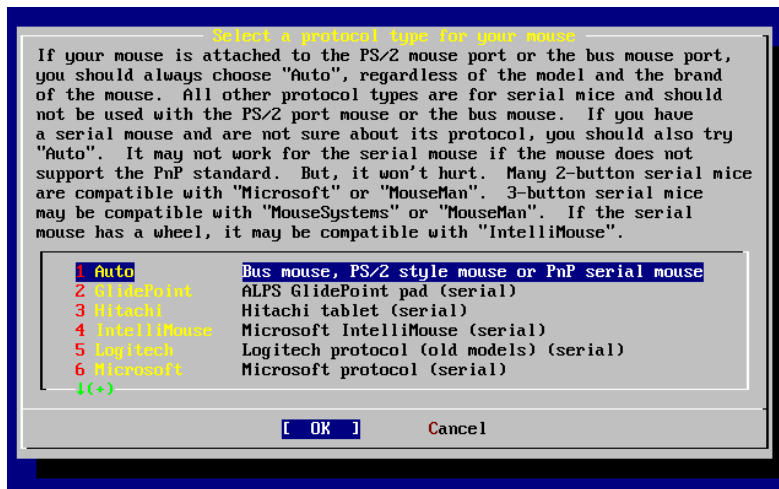 Select a protocol type for your mouse
If your mouse is attached to the PS/2 mouse port or the bus mouse port,
you should always choose "Auto", regardless of the model and the brand
of the mouse.  All other protocol types are for serial mice and should
not be used with the PS/2 port mouse or the bus mouse.  If you have
a serial mouse and are not sure about its protocol, you should also try
"Auto".  It may not work for the serial mouse if the mouse does not
support the PnP standard.  But, it won't hurt.  Many 2-button serial mice
are compatible with "Microsoft" or "MouseMan".  3-button serial mice
may be compatible with "MouseSystems" or "MouseMan".  If the serial
mouse has a wheel, it may be compatible with "IntelliMouse".
1 Auto Bus mouse, PS/2 style mouse or PnP serial mouse
2 GlidePoint ALPS GlidePoint pad (serial)
3 Hitachi Hitachi tablet (serial)
4 IntelliMouse Microsoft IntelliMouse (serial)
5 Logitech Logitech protocol (old models) (serial)
6 Microsoft Microsoft protocol (serial)
↓(+)
[ OK ] Cancel